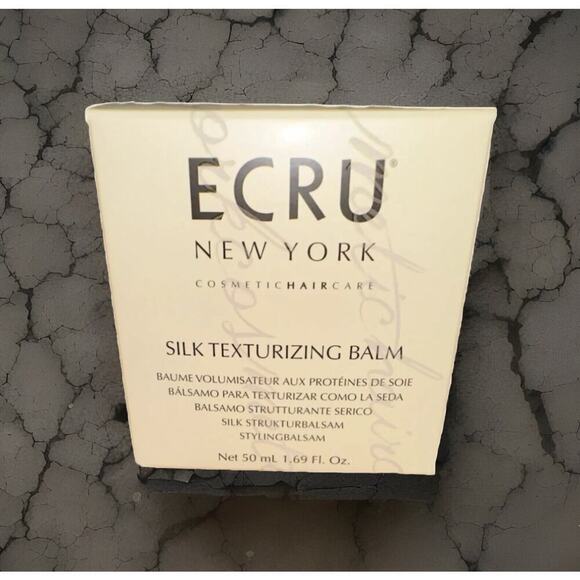 ECRU®
NEW YORK
COSMETICHAIRCARE
SILK TEXTURIZING BALM
BAUME VOLUMISATEUR AUX PROTÉINES DE SOIE
BÁLSAMO PARA TEXTURIZAR COMO LA SEDA
BALSAMO STRUTTURANTE SERICO
SILK STRUKTURBALSAM
STYLINGBALSAM
Net 50 mL 1.69 Fl. Oz.